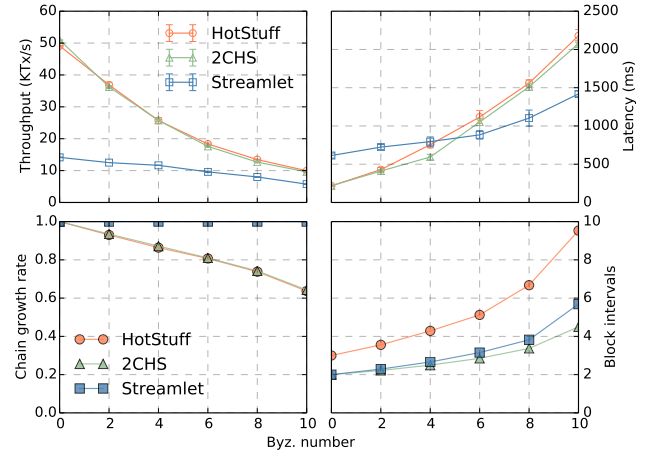 60
50
40
30
20
10
0
Throughput (KTx/s)
HotStuff
2CHS
Streamlet
2500
2000
1500
1000
500
0
Latency (ms)
1.0
0.8
0.6
0.4
0.2
0.0
Chain growth rate
HotStuff
2CHS
Streamlet
0 2 4 6 8 10
10
8
6
4
2
0
Block intervals
0 2 4 6 8 10
Byz. number